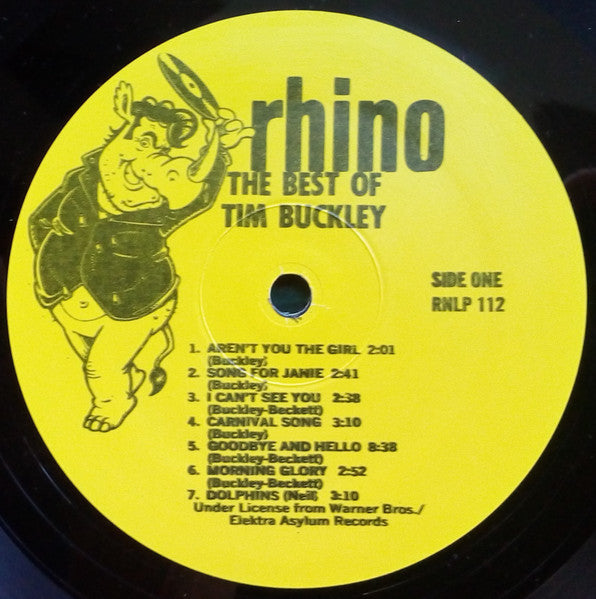 rhino
THE BEST OF
TIM BUCKLEY
SIDE ONE
RNLP 112
1. AREN'T YOU THE GIRL 2:01
(Buckley)
2. SONG FOR JANIE 2:41
(Buckley)
3. I CAN'T SEE YOU 2:38
(Buckley-Beckett)
4. CARNIVAL SONG 3:10
(Buckley)
5. GOODBYE AND HELLO 8:38
(Buckley-Beckett)
6. MORNING GLORY 2:52
(Buckley-Beckett)
7. DOLPHINS (Neil) 3:10
Under License from Warner Bros./
Elektra Asylum Records